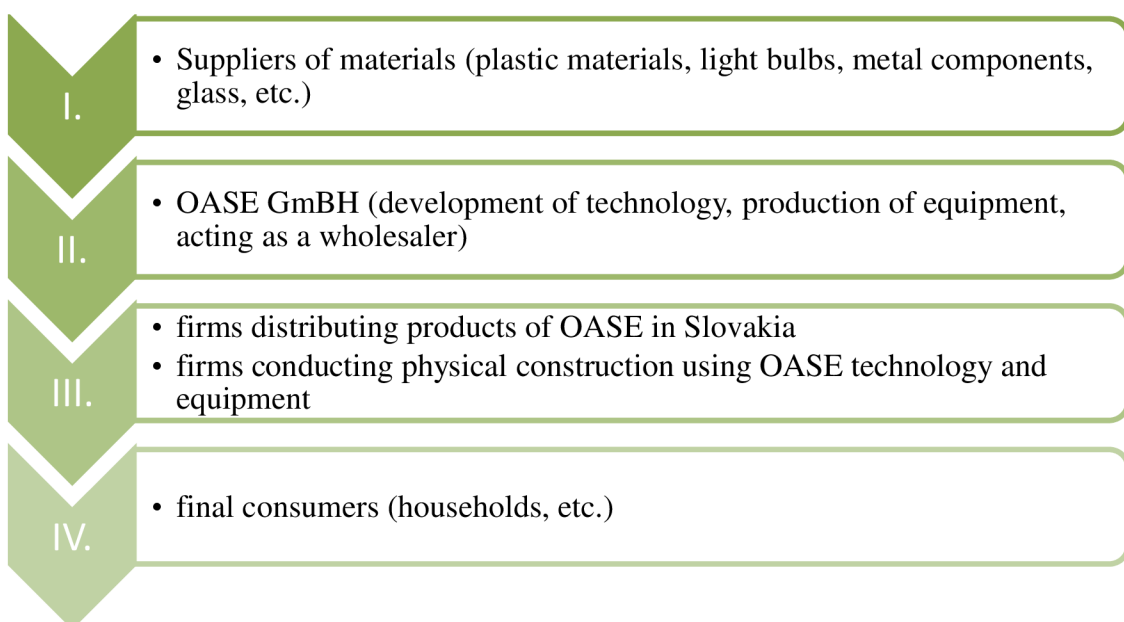 I.
• Suppliers of materials (plastic materials, light bulbs, metal components,
glass, etc.)
II.
• OASE GmBH (development of technology, production of equipment,
acting as a wholesaler)
III.
• firms distributing products of OASE in Slovakia
• firms conducting physical construction using OASE technology and
equipment
IV.
• final consumers (households, etc.)